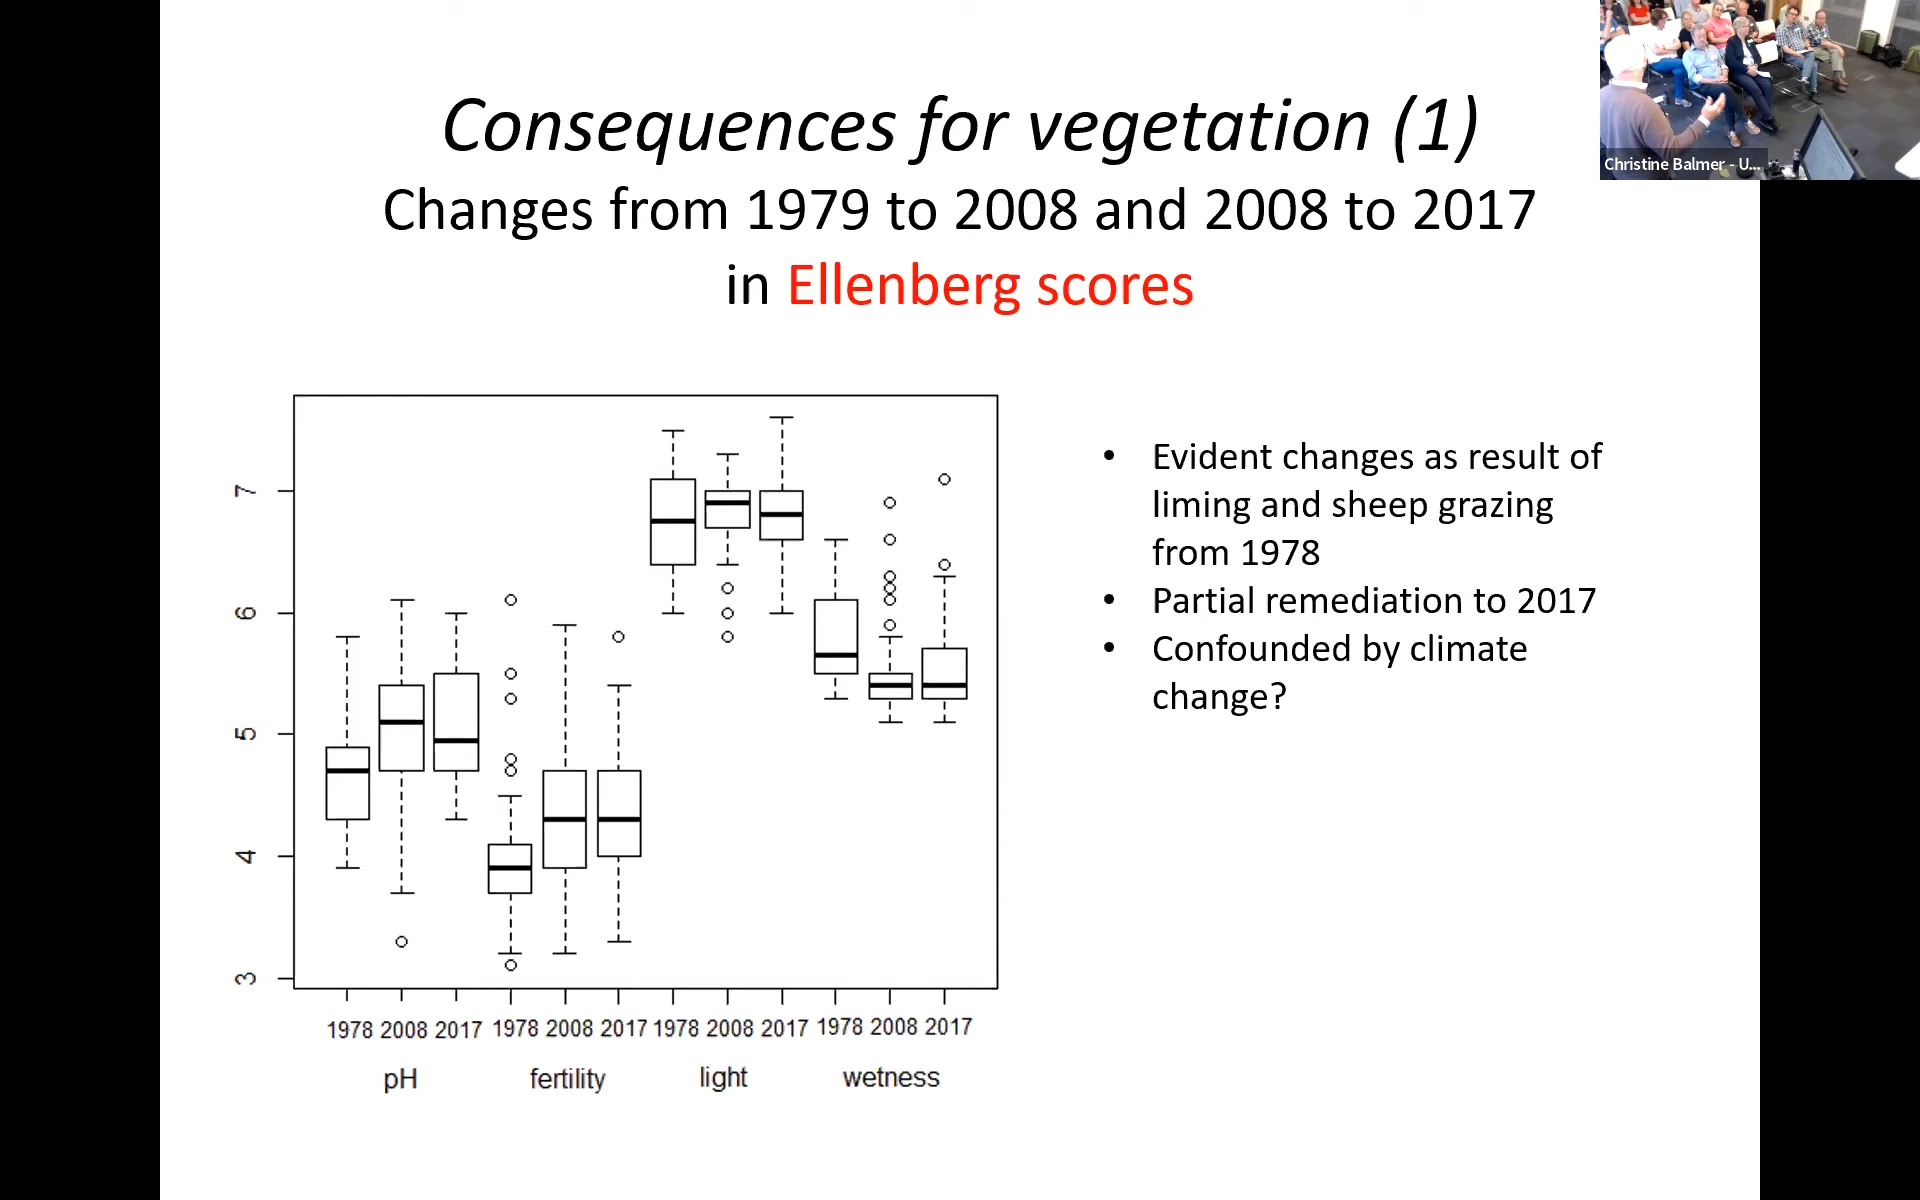 Consequences for vegetation (1)
Changes from 1979 to 2008 and 2008 to 2017
in Ellenberg scores
Christine Balmer - U...
7
6
5
4
3
1978 2008 2017 1978 2008 2017 1978 2008 2017 1978 2008 2017
pH fertility light wetness
• Evident changes as result of
liming and sheep grazing
from 1978
• Partial remediation to 2017
• Confounded by climate
change?